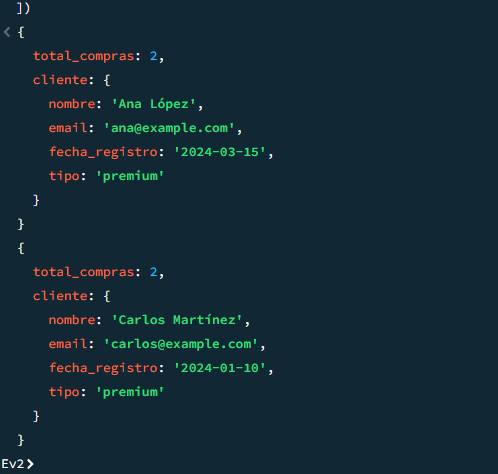 ])
< {
total_compras: 2,
cliente: {
nombre: 'Ana López',
email: 'ana@example.com',
fecha_registro: '2024-03-15',
tipo: 'premium'
}
}
{
total_compras: 2,
cliente: {
nombre: 'Carlos Martínez',
email: 'carlos@example.com',
fecha_registro: '2024-01-10',
tipo: 'premium'
}
}
Ev2>